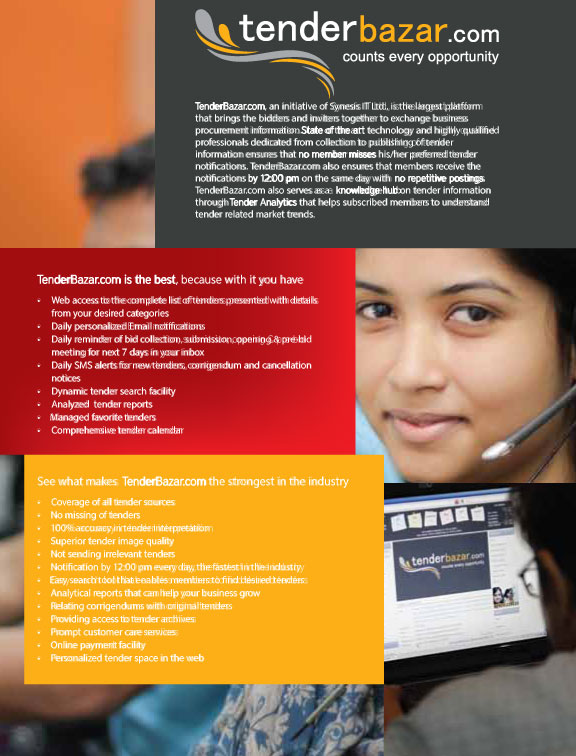 tenderbazar.com
counts every opportunity
TenderBazar.com, an initiative of Synesis IT Ltd., is the largest platform
that brings the bidders and inviters together to exchange business
procurement information. State of the art technology and highly qualified
professionals dedicated from collection to publishing of tender
information ensures that no member misses his/her preferred tender
notifications. TenderBazar.com also ensures that members receive the
notifications by 12:00 pm on the same day with no repetitive postings.
TenderBazar.com also serves as a knowledge hub on tender information
through Tender Analytics that helps subscribed members to understand
tender related market trends.
TenderBazar.com is the best, because with it you have
• Web access to the complete list of tenders presented with details
from your desired categories
• Daily personalized Email notifications
• Daily reminder of bid collection, submission, opening & pre bid
meeting for next 7 days in your inbox
• Daily SMS alerts for new tenders, corrigendum and cancellation
notices
• Dynamic tender search facility
• Analyzed tender reports
• Managed favorite tenders
• Comprehensive tender calendar
See what makes TenderBazar.com the strongest in the industry
• Coverage of all tender sources
• No missing of tenders
• 100% accuracy in tender interpretation
• Superior tender image quality
• Not sending irrelevant tenders
• Notification by 12:00 pm every day, the fastest in the industry
• Easy search tool that enables members to find desired tenders
• Analytical reports that can help your business grow
• Relating corrigendums with original tenders
• Providing access to tender archives
• Prompt customer care services
• Online payment facility
• Personalized tender space in the web
tenderbazar.com
counts every opportunity